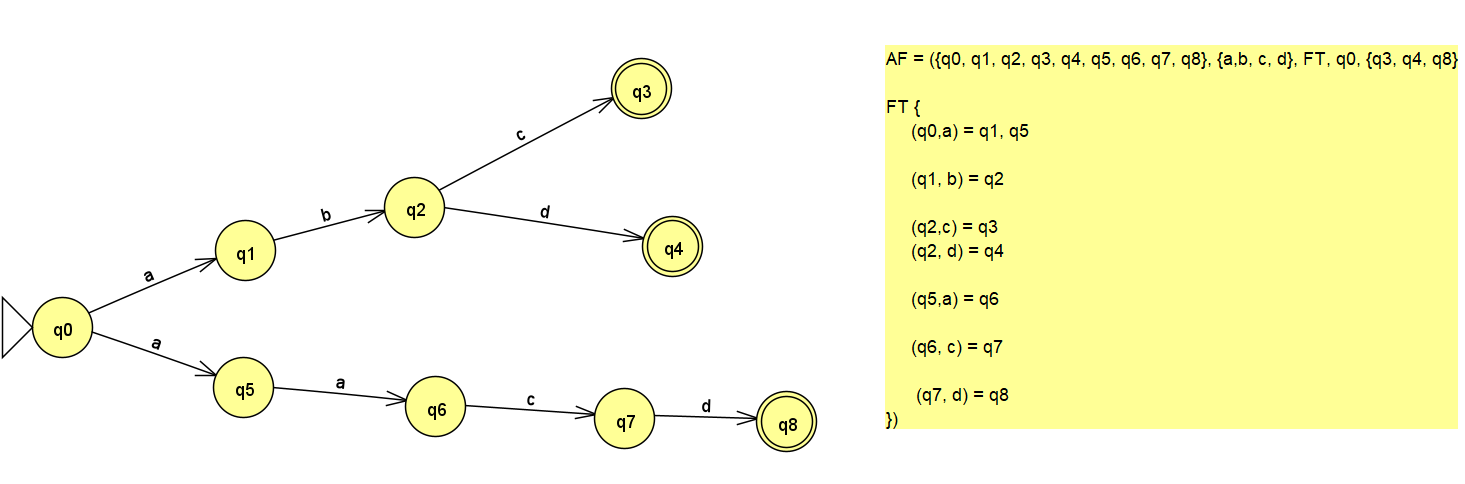 q3
c
q2
b
d
q1
q4
a
q0
a
q5
a
q6
c
q7
d
q8
AF = ({q0, q1, q2, q3, q4, q5, q6, q7, q8}, {a,b, c, d}, FT, q0, {q3, q4, q8}
FT {
(q0,a) = q1, q5
(q1, b) = q2
(q2,c) = q3
(q2, d) = q4
(q5,a) = q6
(q6, c) = q7
(q7, d) = q8
})